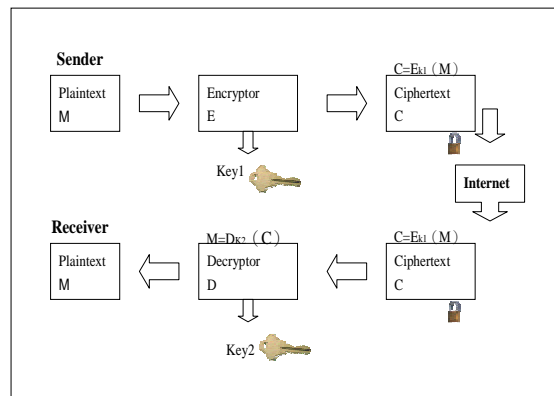 Sender
C=Ek1（M）
Plaintext
M
Encryptor
E
Ciphertext
C
Key1
Internet
Receiver
M=DK2（C）
C=Ek1（M）
Plaintext
M
Decryptor
D
Ciphertext
C
Key2